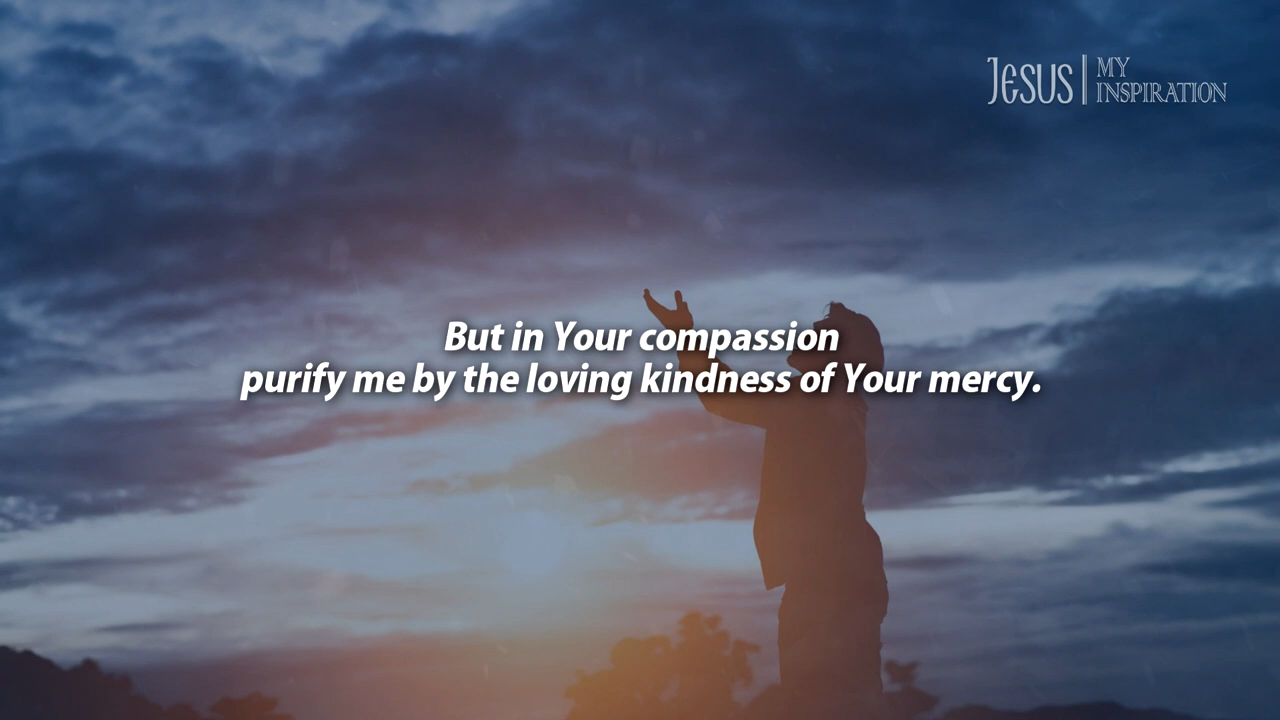 Jesus
MY
INSPIRATION
But in Your compassion
purify me by the loving kindness of Your mercy.